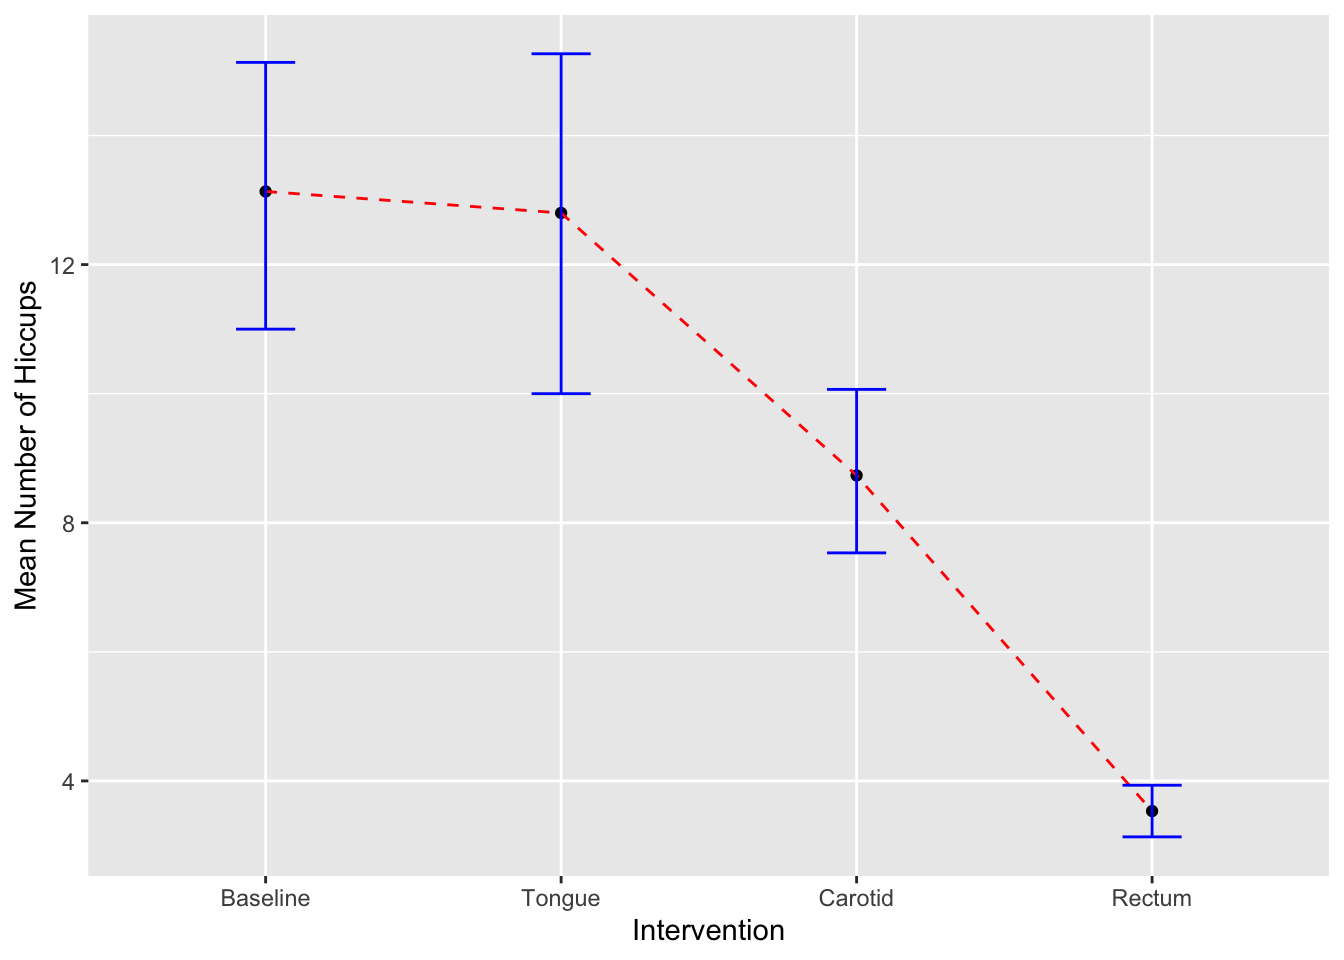 Mean Number of Hiccups
12
8
4
Baseline Tongue Carotid Rectum
Intervention